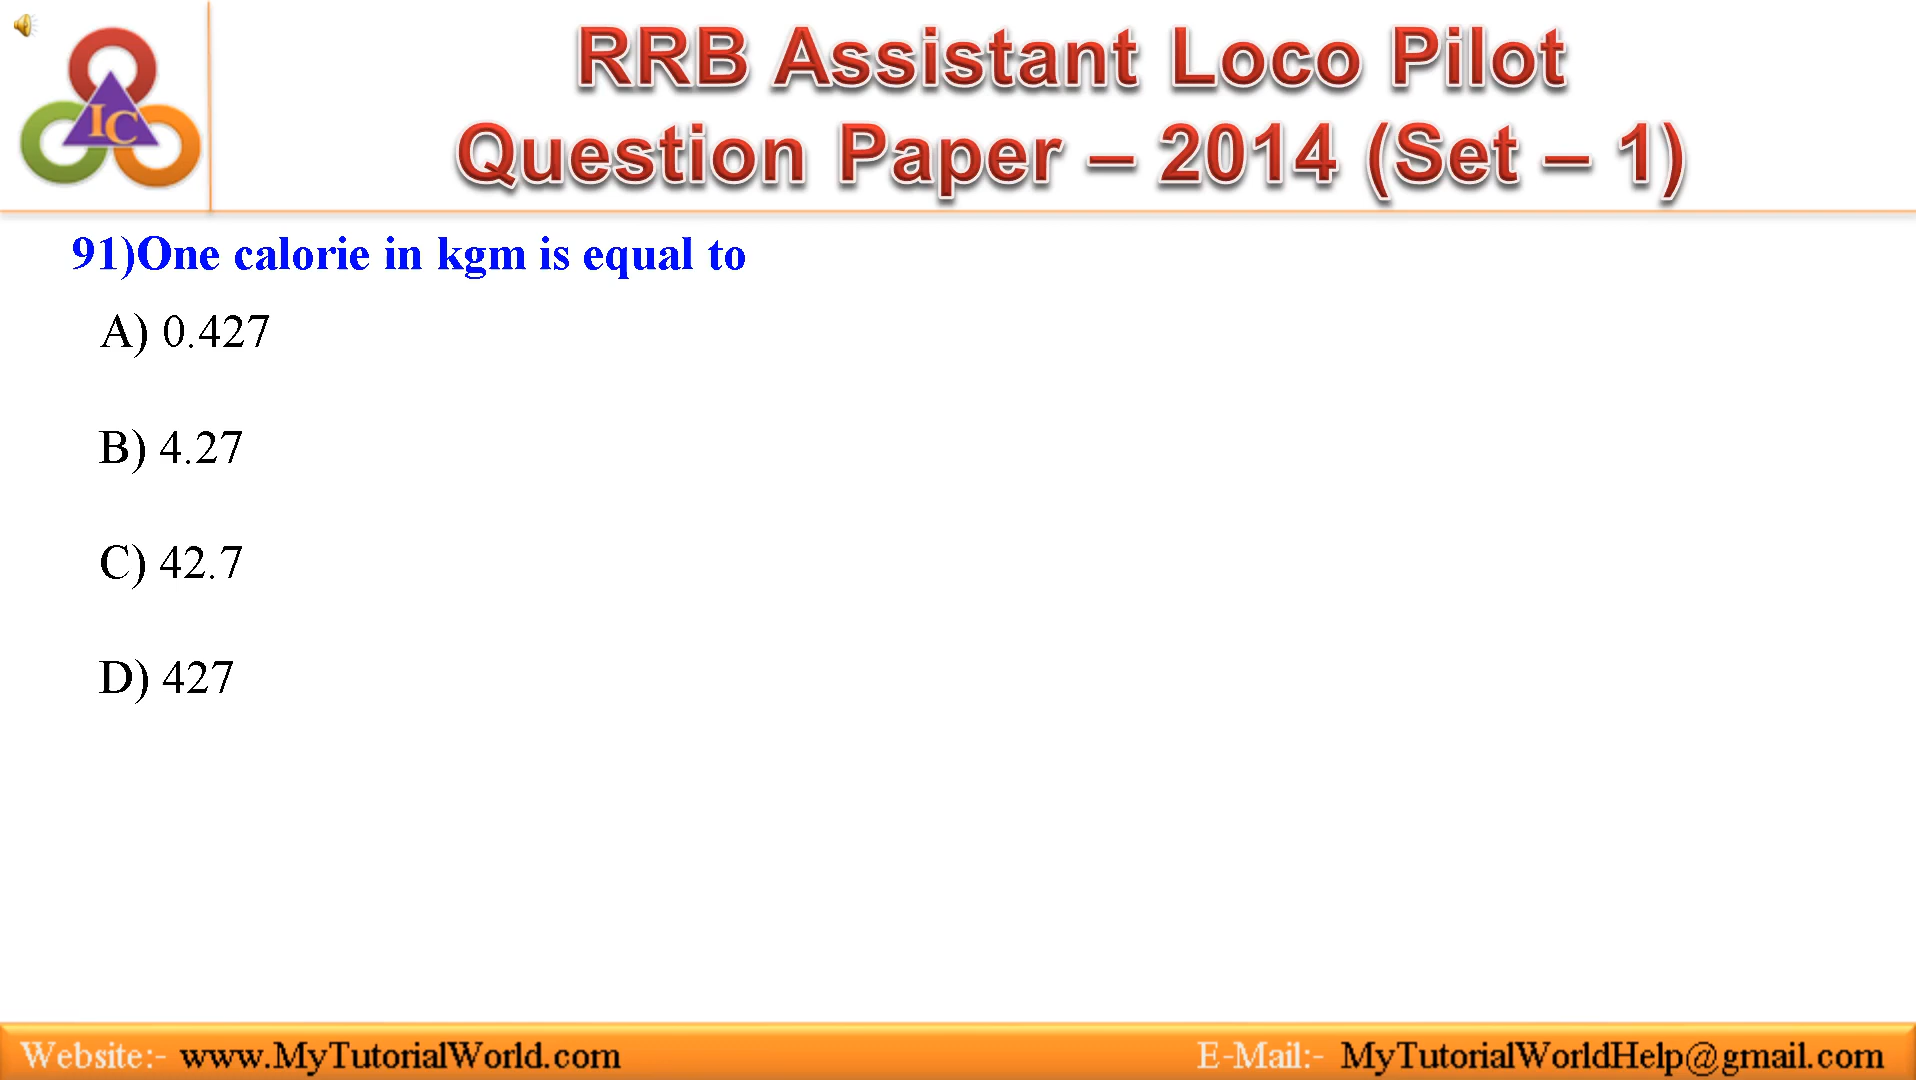 IC
RRB Assistant Loco Pilot
Question Paper – 2014 (Set – 1)
91)One calorie in kgm is equal to
A) 0.427
B) 4.27
C) 42.7
D) 427
Website:- www.MyTutorialWorld.com
E-Mail:- MyTutorialWorldHelp@gmail.com